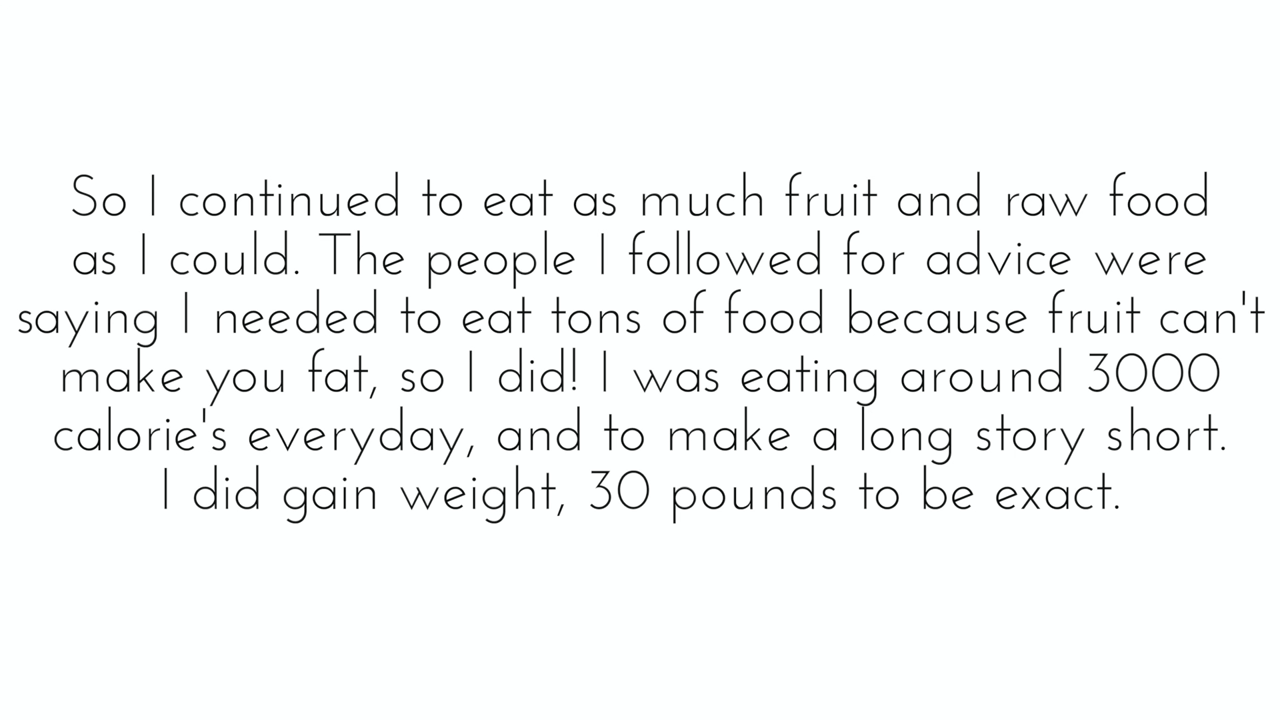 So I continued to eat as much fruit and raw food
as I could. The people I followed for advice were
saying I needed to eat tons of food because fruit can't
make you fat, so I did! I was eating around 3000
calorie's everyday, and to make a long story short.
I did gain weight, 30 pounds to be exact.